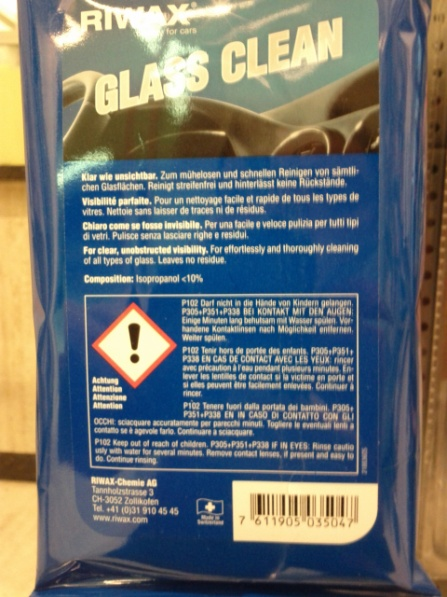 RIWAX®
for cars
GLASS CLEAN
Klar wie unsichtbar. Zum mühelosen und schnellen Reinigen von sämtli-
chen Glasflächen. Reinigt streifenfrei und hinterlässt keine Rückstände.
Visibilité parfaite. Pour un nettoyage facile et rapide de tous les types de
vitres. Nettoie sans laisser de traces ni de résidus.
Chiaro come se fosse invisibile. Per una facile e veloce pulizia per tutti tipi
di vetri. Pulisce senza lasciare righe e residui.
For clear, unobstructed visibility. For effortlessly and thoroughly cleaning
of all types of glass. Leaves no residue.
Composition: Isopropanol <10%
P102 Darf nicht in die Hände von Kindern gelangen.
P305+P351+P338 BEI KONTAKT MIT DEN AUGEN:
Einige Minuten lang behutsam mit Wasser spülen. Vor-
handene Kontaktlinsen nach Möglichkeit entfernen.
Weiter spülen.
P102 Tenir hors de portée des enfants. P305+P351+
P338 EN CAS DE CONTACT AVEC LES YEUX: rincer
avec précaution à l'eau pendant plusieurs minutes. En-
lever les lentilles de contact si la victime en porte et
si elles peuvent être facilement enlevées. Continuer à
rincer.
Achtung
Attention
Attenzione
Attention
P102 Tenere fuori dalla portata dei bambini. P305+
P351+P338 EN IN CASO DI CONTATTO CON GLI
OCCHI: sciacquare accuratamente per parecchi minuti. Togliere le eventuali lenti a
contatto se è agevole farlo. Continuare a sciacquare.
P102 Keep out of reach of children. P305+P351+P338 IF IN EYES: Rinse cautio
usly with water for several minutes. Remove contact lenses, if present and easy to
do. Continue rinsing.
RIWAX-Chemie AG
Tannholzstrasse 3
CH-3052 Zollikofen
Tel. +41 (0)31 910 45 45
www.riwax.com
Made in
Switzerland
7 611905 035047